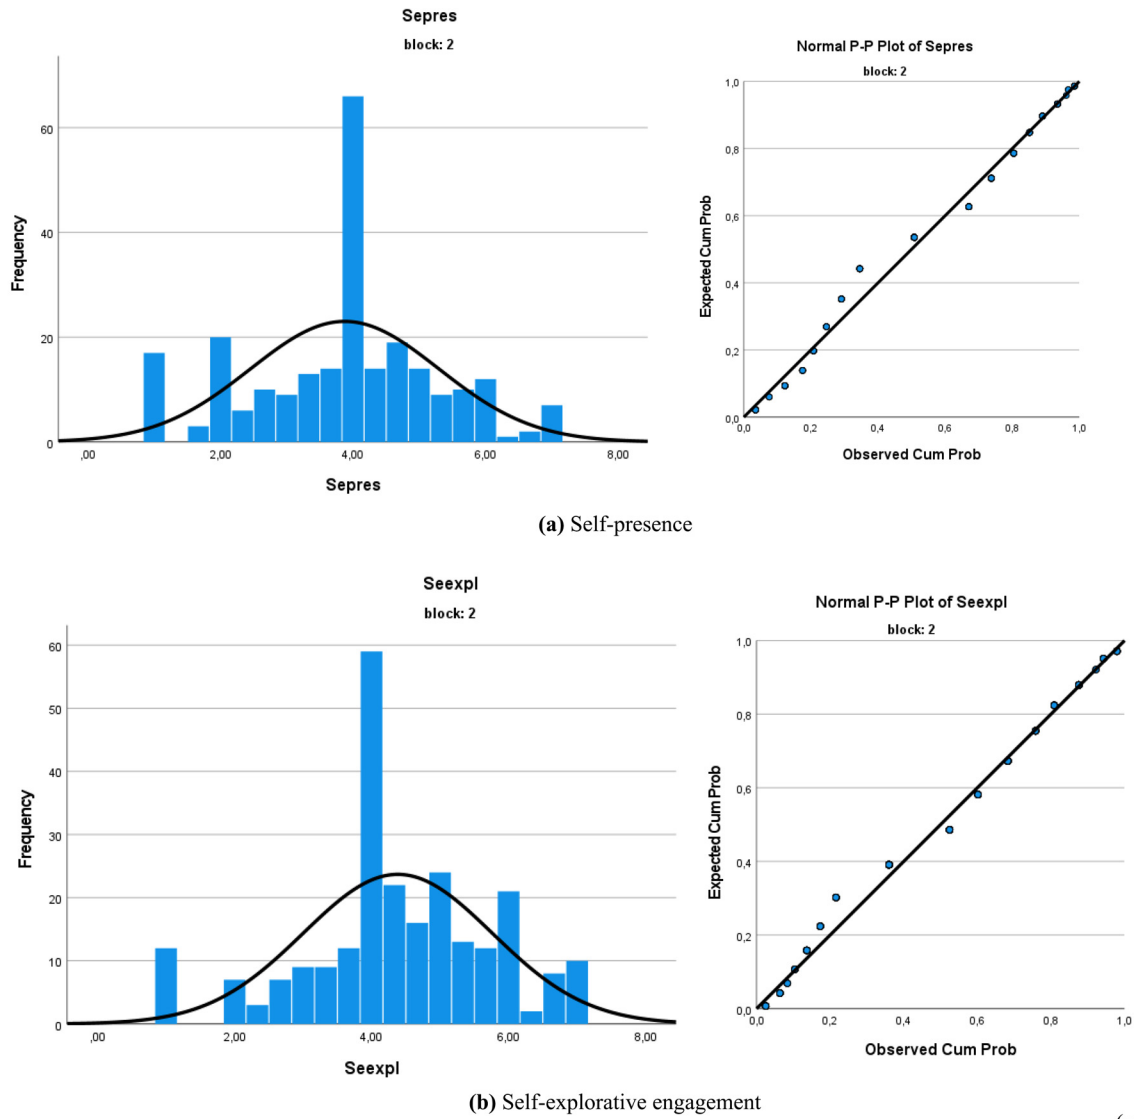 Sepres
block: 2
Frequency
60
40
20
0
,00
2,00
4,00
6,00
8,00
Sepres
Normal P-P Plot of Sepres
block: 2
Expected Cum Prob
1,0
0,8
0,6
0,4
0,2
0,0
0,0
0,2
0,4
0,6
0,8
1,0
Observed Cum Prob
(a) Self-presence
Seexpl
block: 2
Frequency
60
50
40
30
20
10
0
,00
2,00
4,00
6,00
8,00
Seexpl
Normal P-P Plot of Seexpl
block: 2
Expected Cum Prob
1,0
0,8
0,6
0,4
0,2
0,0
0,0
0,2
0,4
0,6
0,8
1,0
Observed Cum Prob
(b) Self-explorative engagement